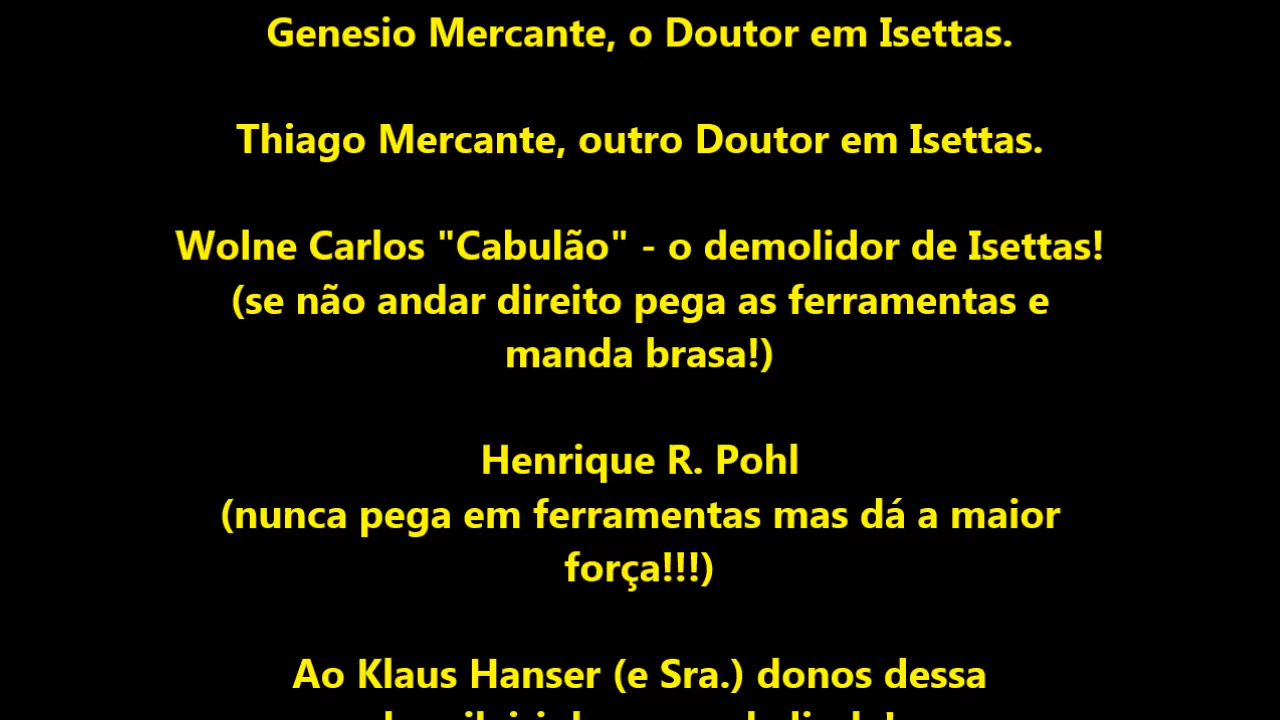 Genesio Mercante, o Doutor em Isettas.
Thiago Mercante, outro Doutor em Isettas.
Wolne Carlos "Cabulão" - o demolidor de Isettas!
(se não andar direito pega as ferramentas e
manda brasa!)
Henrique R. Pohl
(nunca pega em ferramentas mas dá a maior
força!!!)
Ao Klaus Hanser (e Sra.) donos dessa